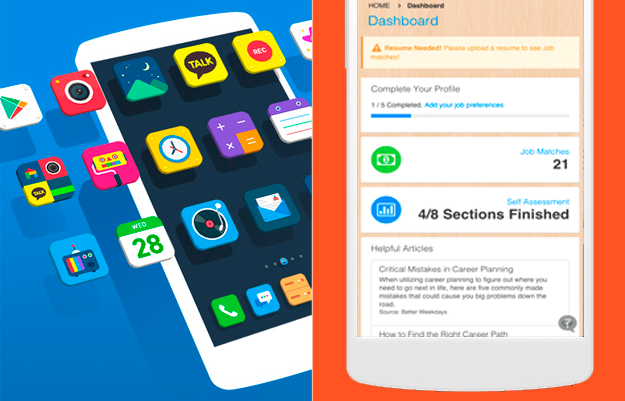 TALK
REC
TALK
WED
28
HOME > Dashboard
Dashboard
Resume Needed! Please upload a resume to see Job
matches!
Complete Your Profile
1 / 5 Completed. Add your job preferences
Job Matches
21
Self Assessment
4/8 Sections Finished
Helpful Articles
Critical Mistakes in Career Planning
When utilizing career planning to figure out where you
need to go next in life, here are five commonly made
mistakes that could cause you big problems down the
road.
Source: Better Weekdays
How to Find the Right Career Path
?